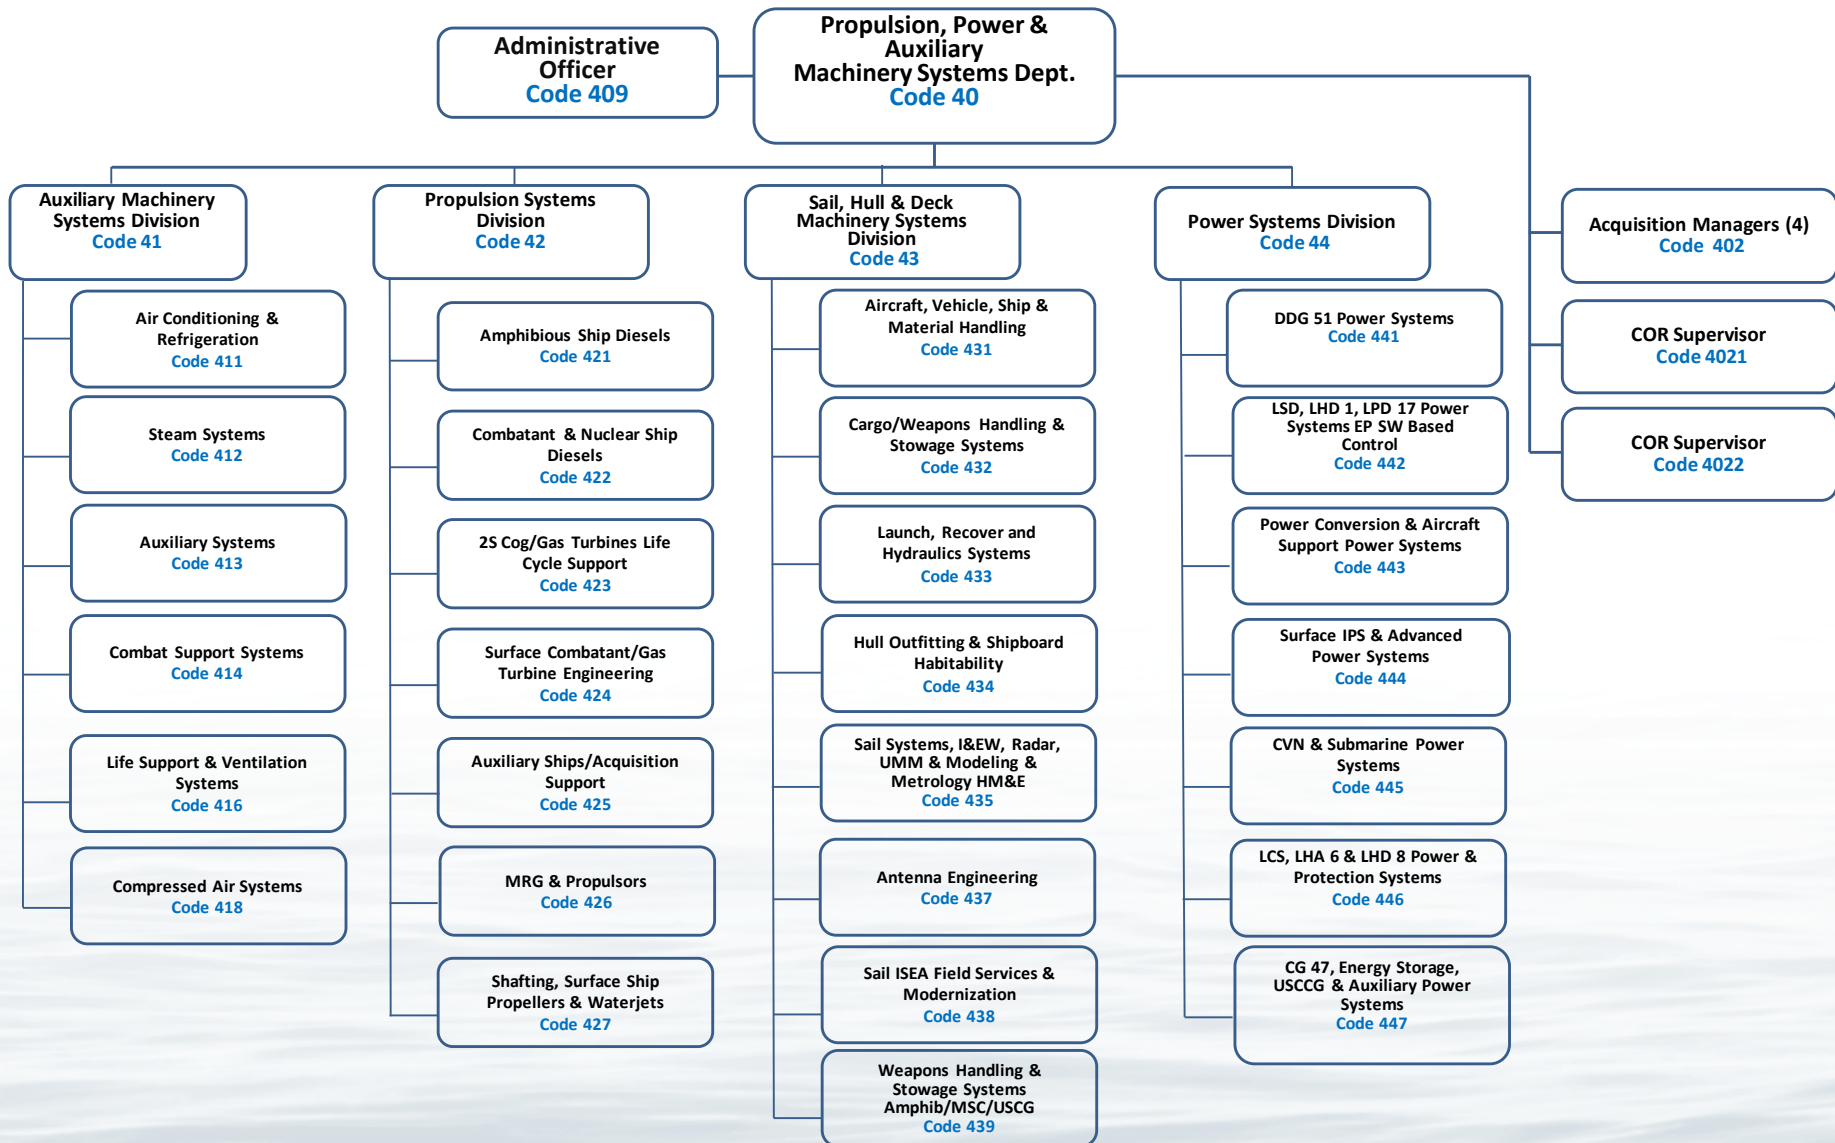 Administrative
Officer
Code 409
Propulsion, Power &
Auxiliary
Machinery Systems Dept.
Code 40
Auxiliary Machinery
Systems Division
Code 41
Air Conditioning &
Refrigeration
Code 411
Steam Systems
Code 412
Auxiliary Systems
Code 413
Combat Support Systems
Code 414
Life Support & Ventilation
Systems
Code 416
Compressed Air Systems
Code 418
Propulsion Systems
Division
Code 42
Amphibious Ship Diesels
Code 421
Combatant & Nuclear Ship
Diesels
Code 422
2S Cog/Gas Turbines Life
Cycle Support
Code 423
Surface Combatant/Gas
Turbine Engineering
Code 424
Auxiliary Ships/Acquisition
Support
Code 425
MRG & Propulsors
Code 426
Shafting, Surface Ship
Propellers & Waterjets
Code 427
Sail, Hull & Deck
Machinery Systems
Division
Code 43
Aircraft, Vehicle, Ship &
Material Handling
Code 431
Cargo/Weapons Handling &
Stowage Systems
Code 432
Launch, Recover and
Hydraulics Systems
Code 433
Hull Outfitting & Shipboard
Habitability
Code 434
Sail Systems, I&EW, Radar,
UMM & Modeling &
Metrology HM&E
Code 435
Antenna Engineering
Code 437
Sail ISEA Field Services &
Modernization
Code 438
Weapons Handling &
Stowage Systems
Amphib/MSC/USCG
Code 439
Power Systems Division
Code 44
DDG 51 Power Systems
Code 441
LSD, LHD 1, LPD 17 Power
Systems EP SW Based
Control
Code 442
Power Conversion & Aircraft
Support Power Systems
Code 443
Surface IPS & Advanced
Power Systems
Code 444
CVN & Submarine Power
Systems
Code 445
LCS, LHA 6 & LHD 8 Power &
Protection Systems
Code 446
CG 47, Energy Storage,
USCCG & Auxiliary Power
Systems
Code 447
Acquisition Managers (4)
Code 402
COR Supervisor
Code 4021
COR Supervisor
Code 4022